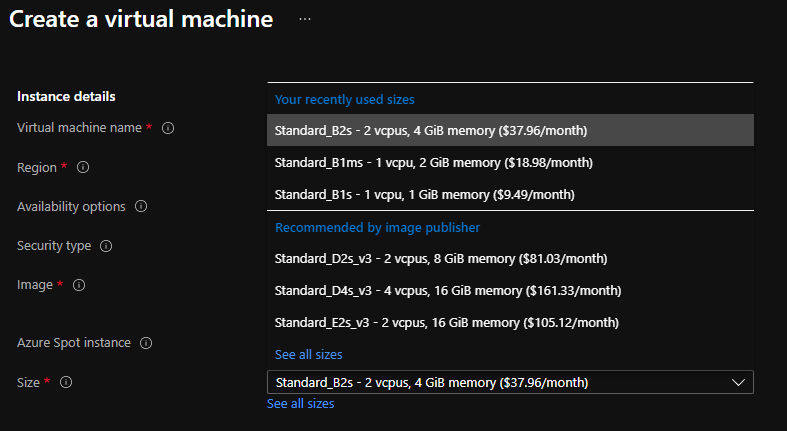 Create a virtual machine ...
Instance details
Virtual machine name *
Region *
Availability options
Security type
Image *
Azure Spot instance
Size *
Your recently used sizes
Standard_B2s - 2 vcpus, 4 GiB memory ($37.96/month)
Standard_B1ms - 1 vcpu, 2 GiB memory ($18.98/month)
Standard_B1s - 1 vcpu, 1 GiB memory ($9.49/month)
Recommended by image publisher
Standard_D2s_v3 - 2 vcpus, 8 GiB memory ($81.03/month)
Standard_D4s_v3 - 4 vcpus, 16 GiB memory ($161.33/month)
Standard_E2s_v3 - 2 vcpus, 16 GiB memory ($105.12/month)
See all sizes
Standard_B2s - 2 vcpus, 4 GiB memory ($37.96/month)
See all sizes